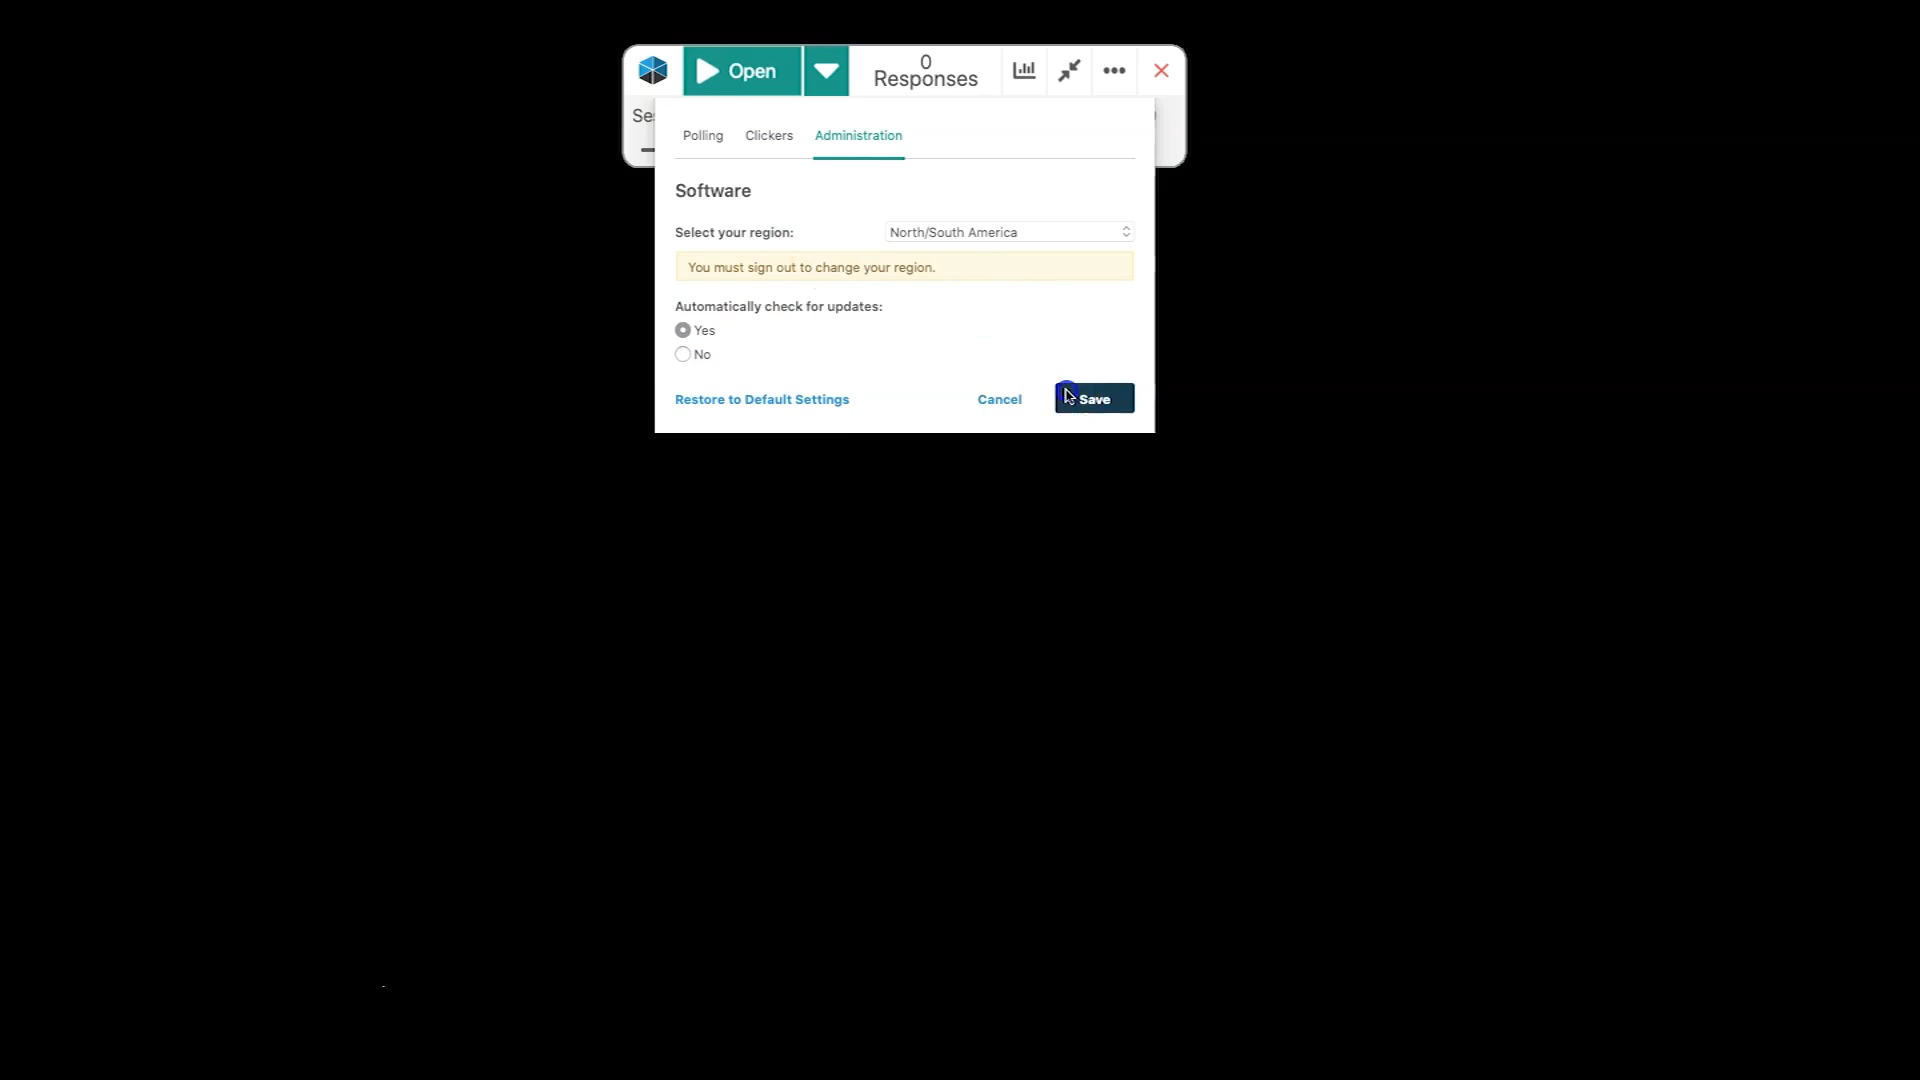 Open
0
Responses
Se
Polling Clickers Administration
Software
Select your region: North/South America
You must sign out to change your region.
Automatically check for updates:
Yes
No
Restore to Default Settings Cancel Save